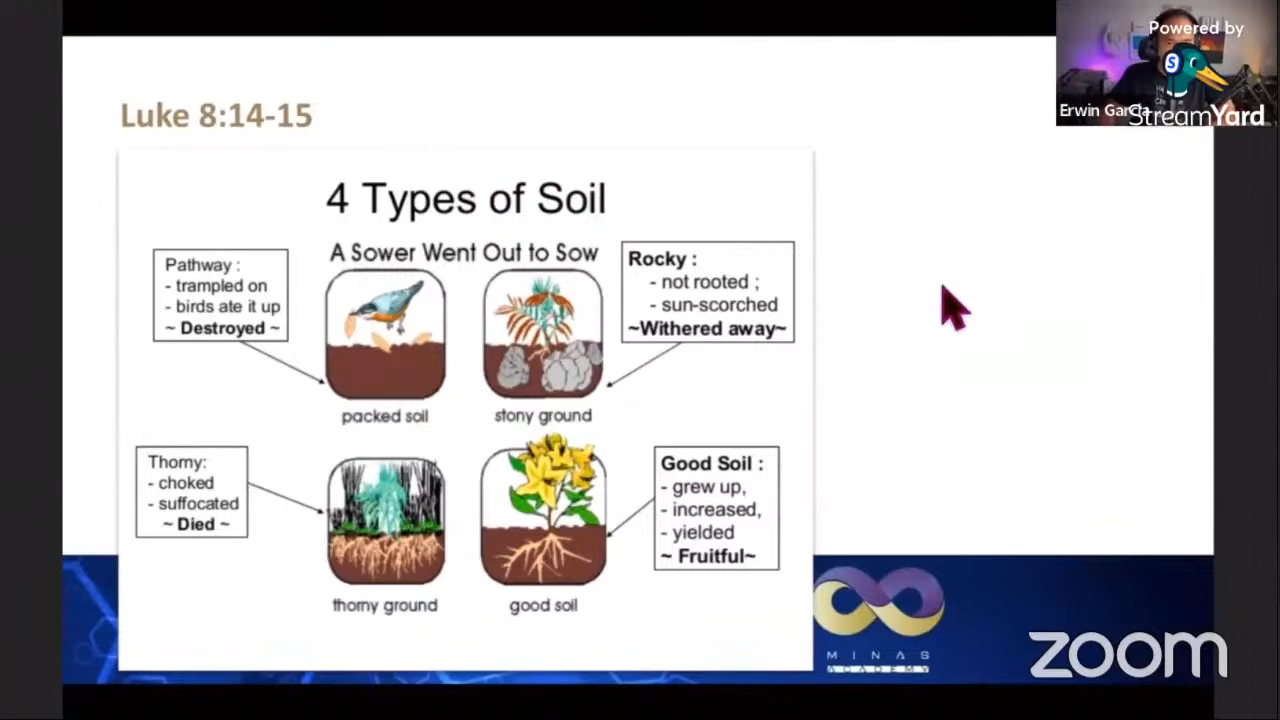 Powered by
StreamYard
Erwin Garcia
Luke 8:14-15
4 Types of Soil
A Sower Went Out to Sow
Pathway :
- trampled on
- birds ate it up
~ Destroyed ~
Rocky :
- not rooted ;
- sun-scorched
~Withered away~
packed soil
stony ground
Thorny:
- choked
- suffocated
~ Died ~
Good Soil :
- grew up,
- increased,
- yielded
~ Fruitful~
thorny ground
good soil
MINAS
ACADEMY
zoom